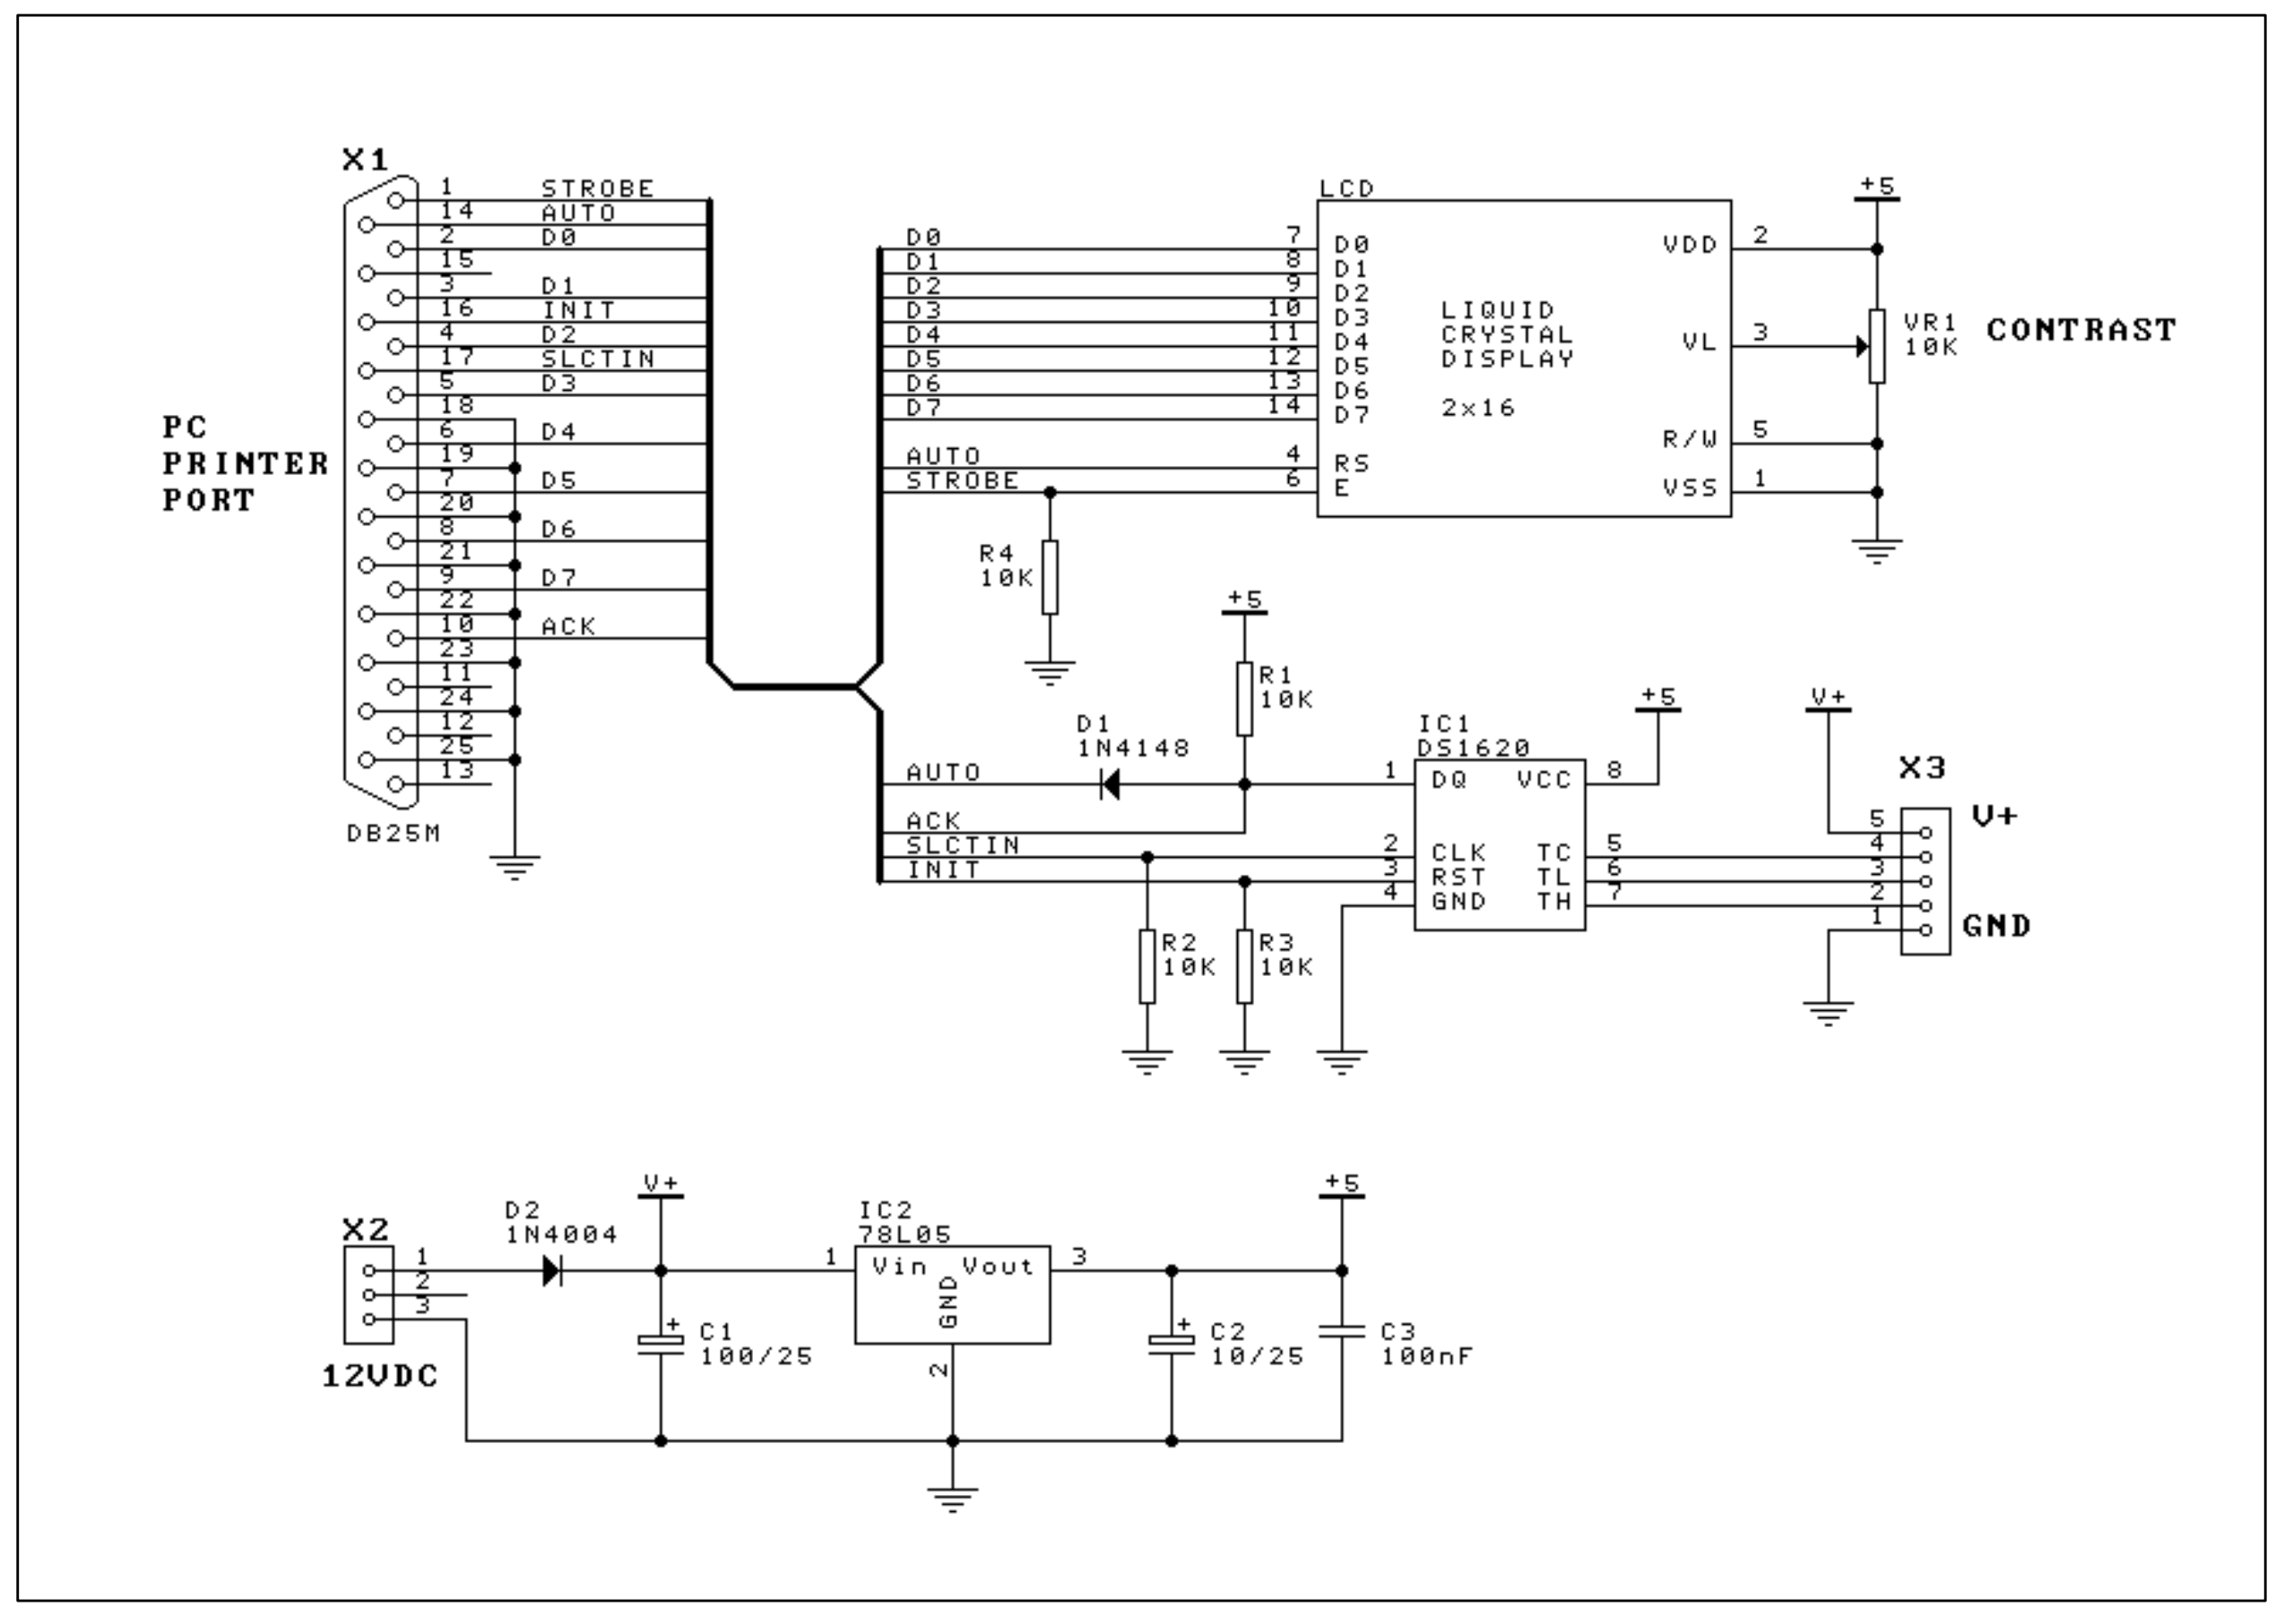 X1
1 STROBE
14 AUTO
2 D0
15
3 D1
16 INIT
4 D2
17 SLCTIN
5 D3
18
6 D4
19
7 D5
20
8 D6
21
9 D7
22
10 ACK
23
11
24
12
25
13
DB25M
PC
PRINTER
PORT
LCD
D0 7 D0
D1 8 D1
D2 9 D2
D3 10 D3
D4 11 D4
D5 12 D5
D6 13 D6
D7 14 D7
AUTO 4 RS
STROBE 6 E
LIQUID
CRYSTAL
DISPLAY
2x16
VDD 2
VL 3
R/W 5
VSS 1
+5
VR1
10K
CONTRAST
R4
10K
+5
R1
10K
D1
1N4148
AUTO
ACK
SLCTIN
INIT
R2
10K
R3
10K
IC1
DS1620
1 DQ VCC 8
2 CLK TC 5
3 RST TL 6
4 GND TH 7
+5
V+
X3
5 V+
4
3
2
1 GND
X2
1
2
3
12VDC
D2
1N4004
V+
C1
+
100/25
IC2
78L05
1 Vin Vout 3
GND
2
+5
+
C2
10/25
C3
100nF